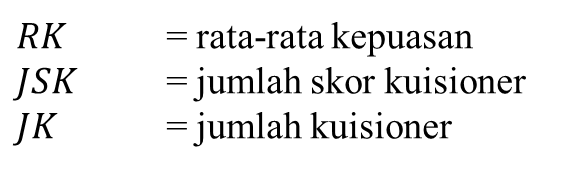 RK = rata-rata kepuasan
JSK = jumlah skor kuisioner
JK = jumlah kuisioner